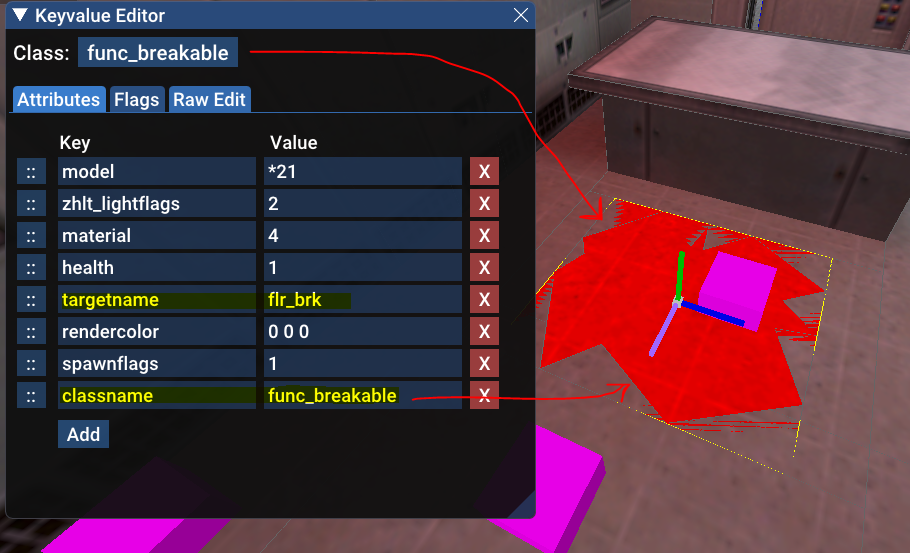 Keyvalue Editor
Class: func_breakable
Attributes Flags Raw Edit
Key Value
:: model *21 X
:: zhlt_lightflags 2 X
:: material 4 X
:: health 1 X
:: targetname flr_brk X
:: rendercolor 0 0 0 X
:: spawnflags 1 X
:: classname func_breakable X
Add